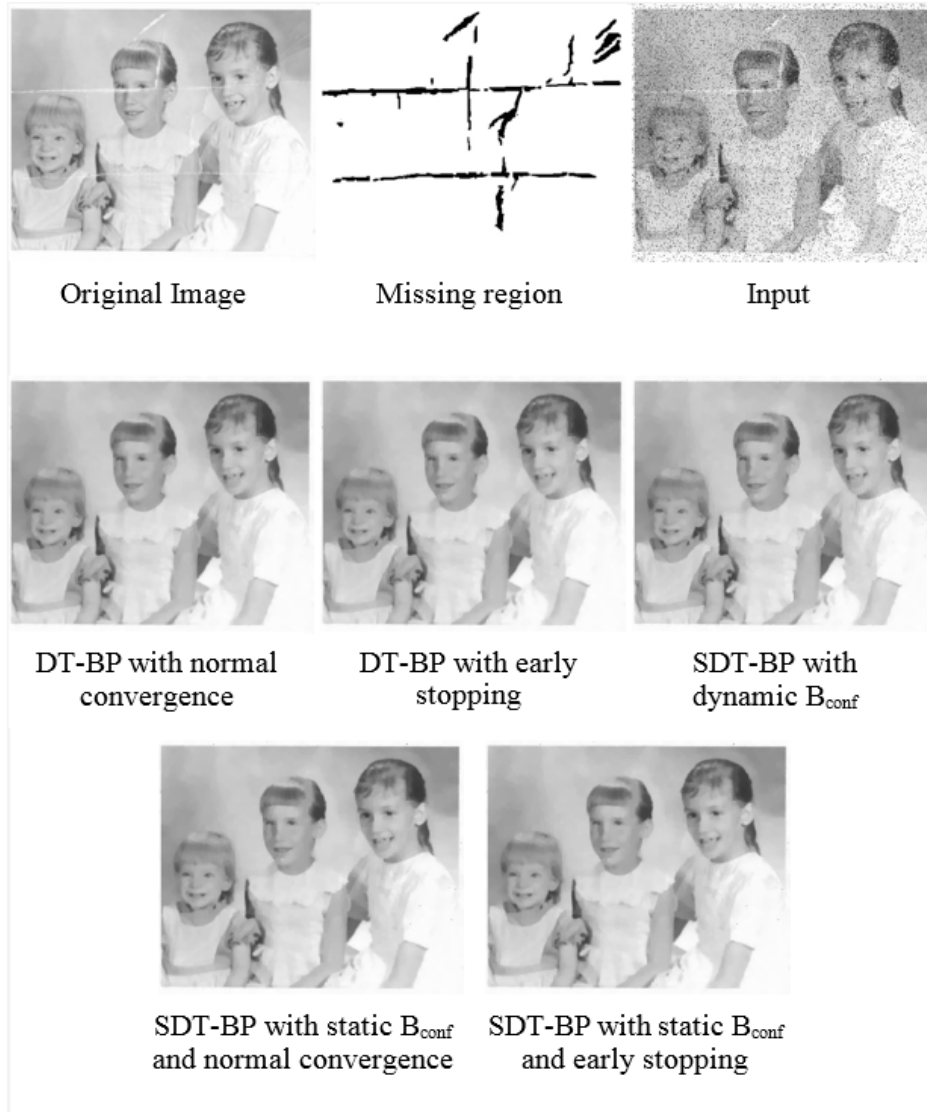 Original Image
Missing region
Input
DT-BP with normal
convergence
DT-BP with early
stopping
SDT-BP with
dynamic Bconf
SDT-BP with static Bconf
and normal convergence
SDT-BP with static Bconf
and early stopping